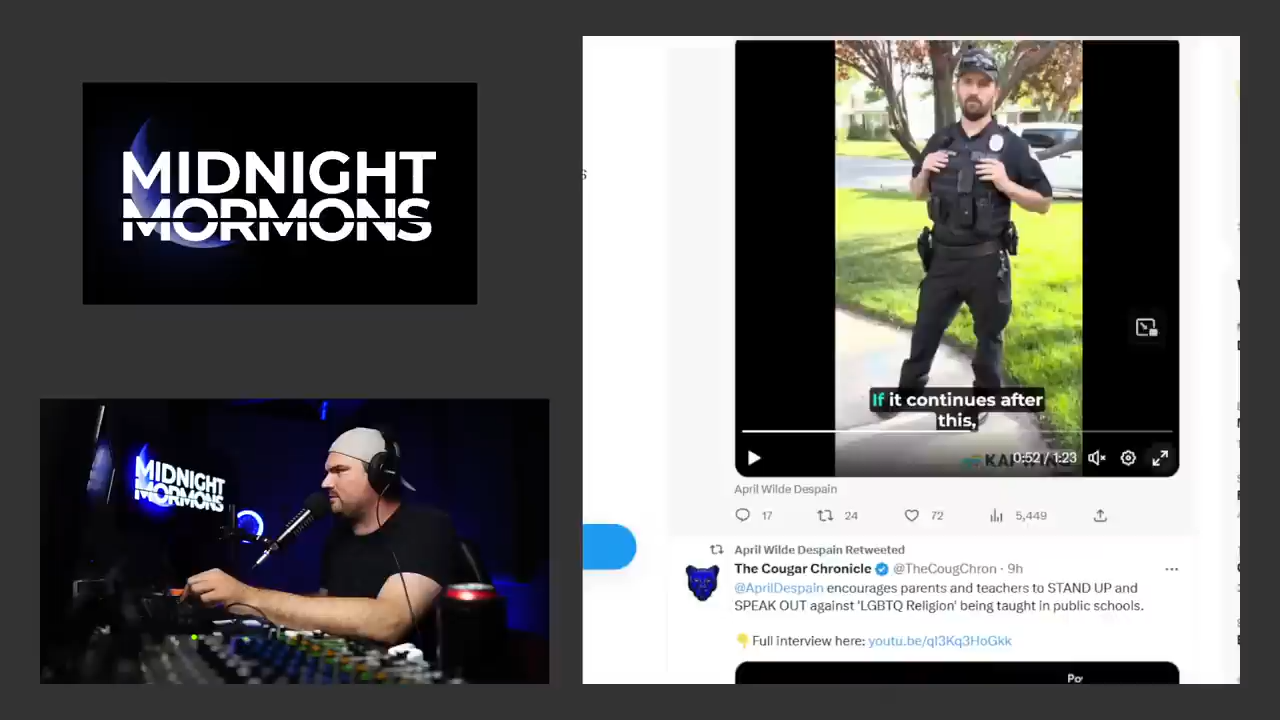 MIDNIGHT
MORMONS
MIDNIGHT
MORMONS
If it continues after
this,
0:52 / 1:23
April Wilde Despain
17
24
72
5,449
April Wilde Despain Retweeted
The Cougar Chronicle @TheCougChron · 9h
@AprilDespain encourages parents and teachers to STAND UP and
SPEAK OUT against 'LGBTQ Religion' being taught in public schools.
👇Full interview here: youtu.be/ql3Kq3HoGkk